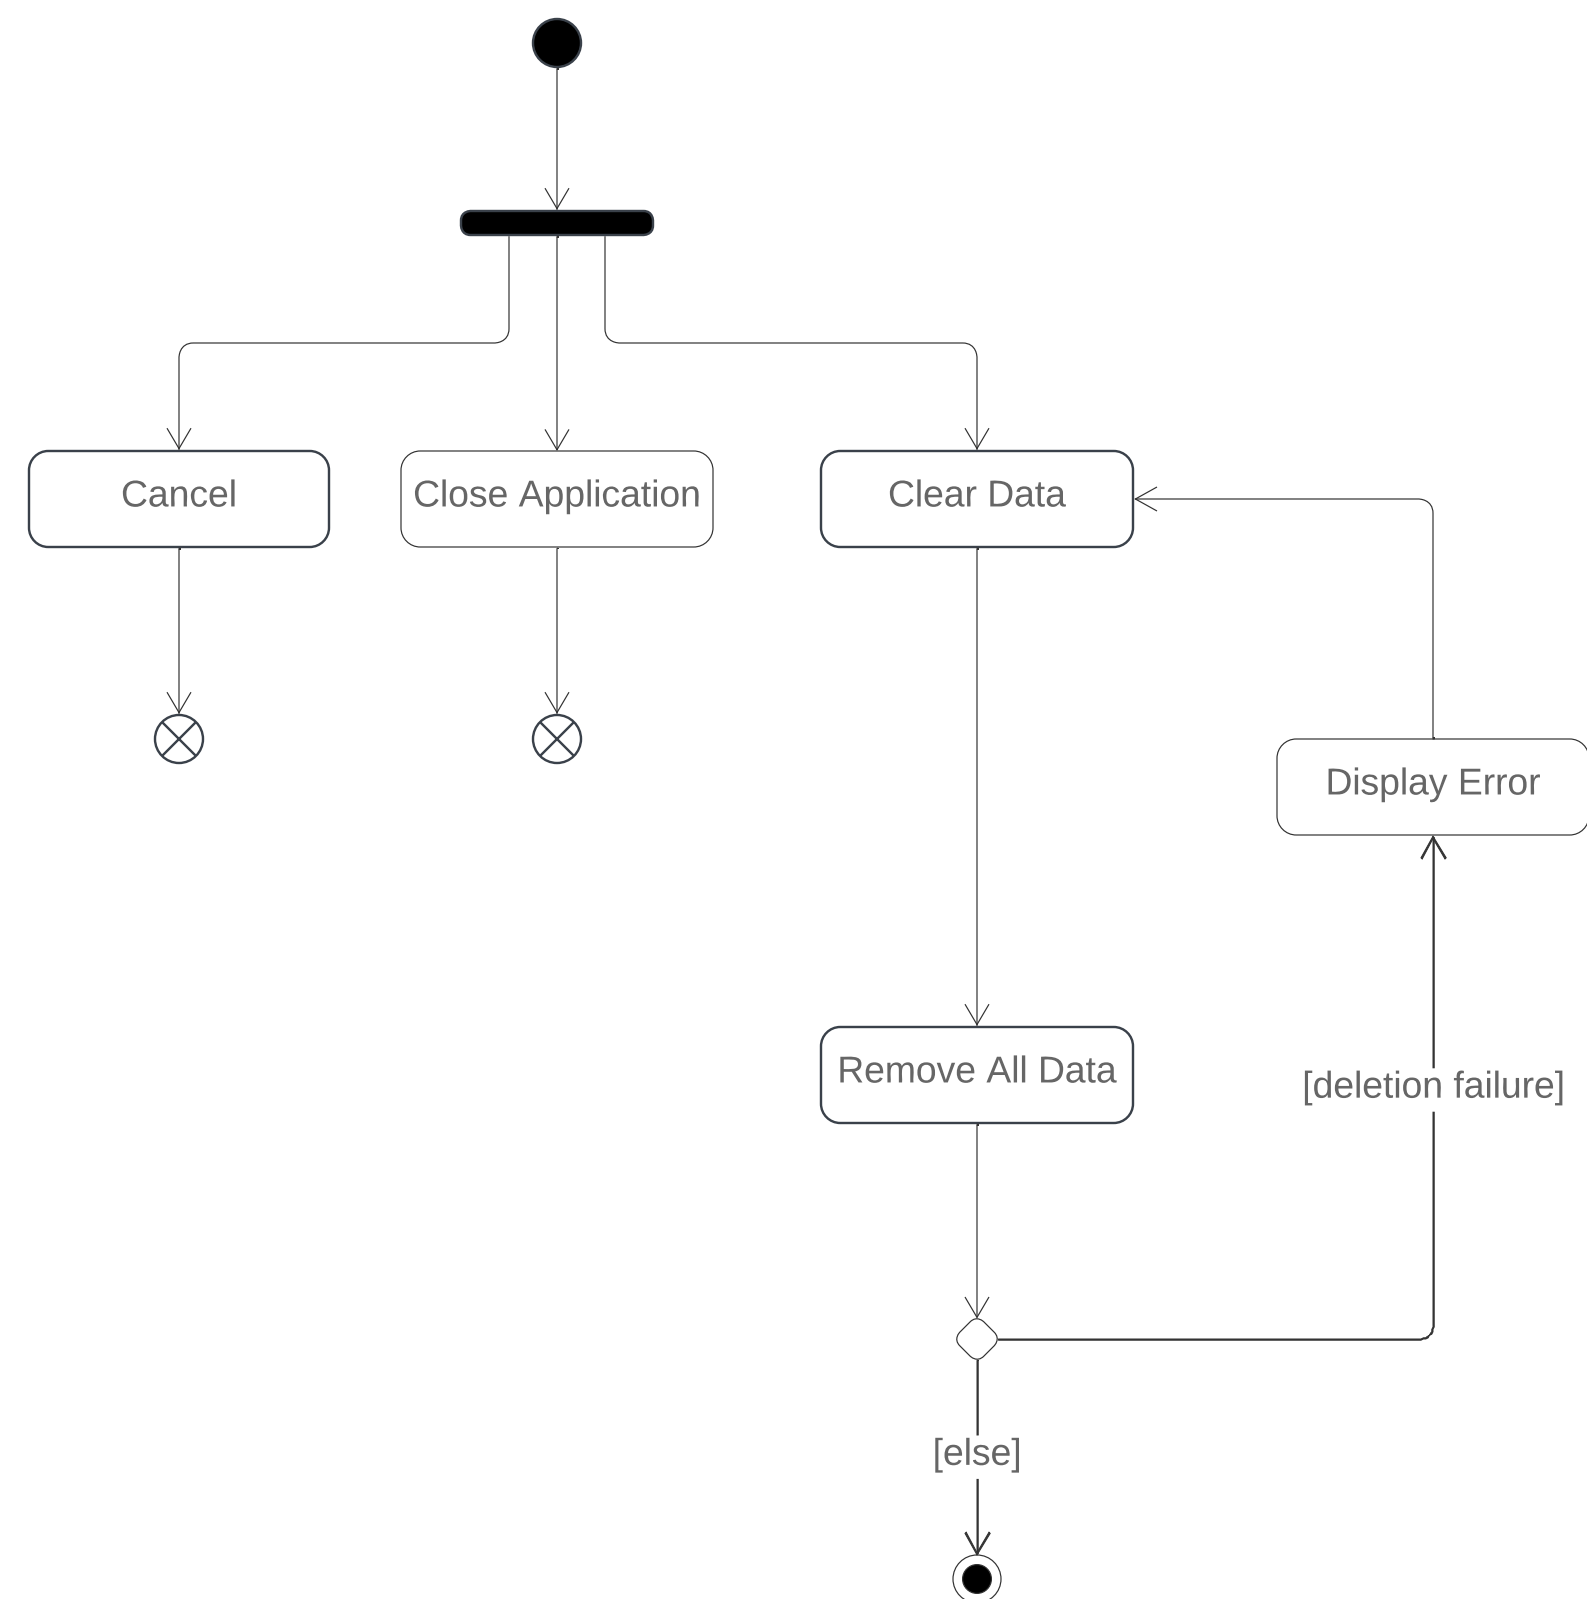 Cancel
Close Application
Clear Data
Display Error
Remove All Data
[deletion failure]
[else]